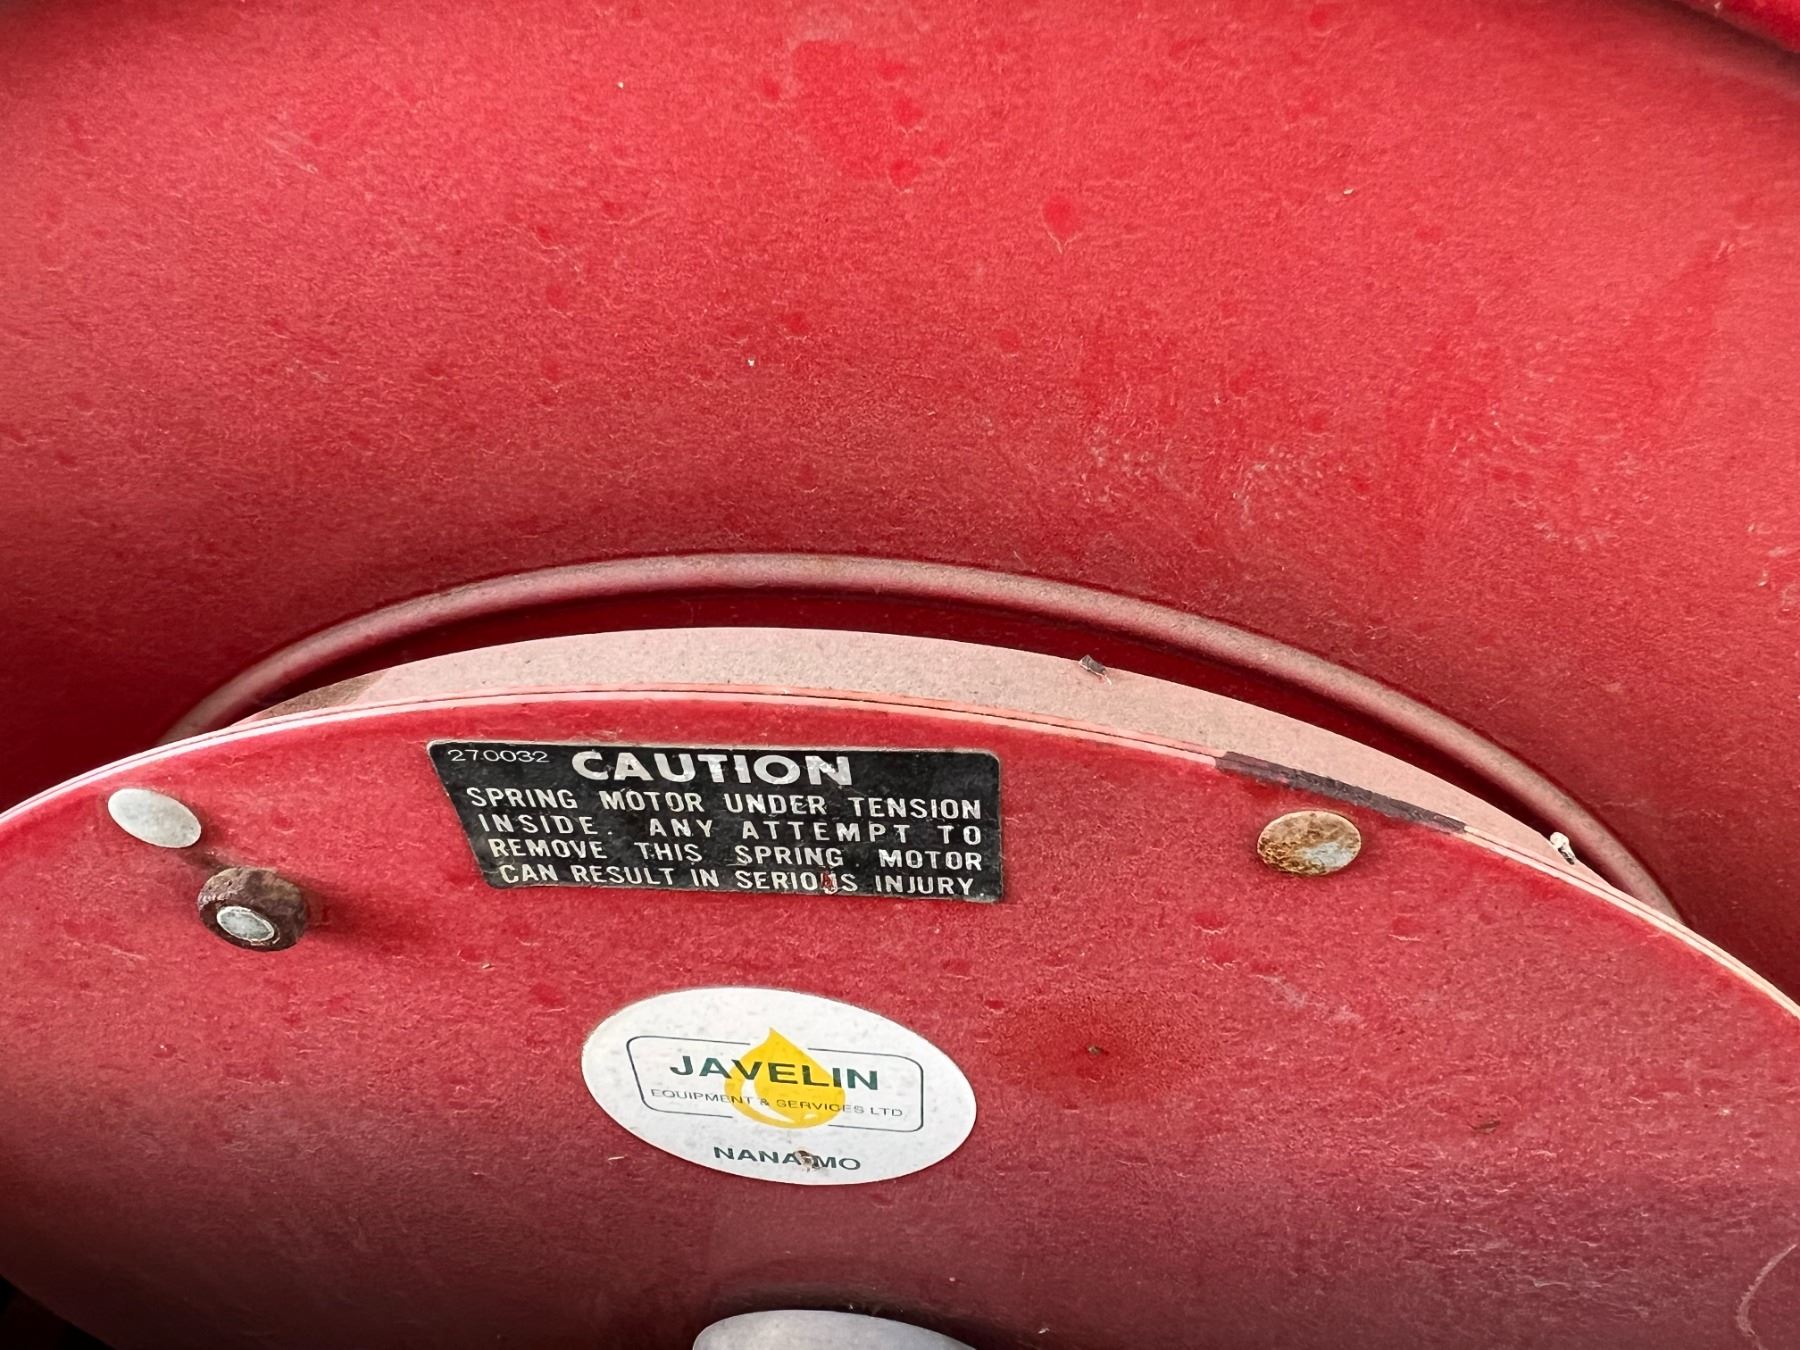 270032 CAUTION
SPRING MOTOR UNDER TENSION
INSIDE. ANY ATTEMPT TO
REMOVE THIS SPRING MOTOR
CAN RESULT IN SERIOUS INJURY
JAVELIN
EQUIPMENT & SERVICES LTD
NANAIMO